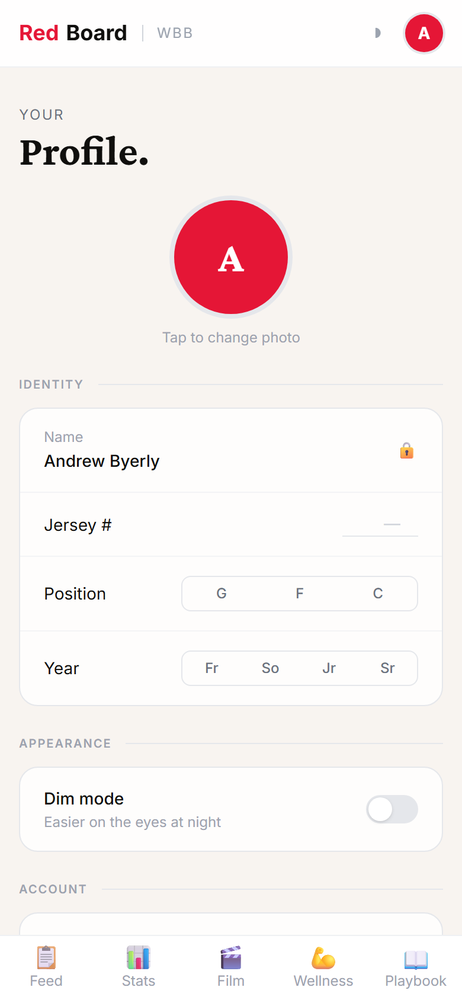 Red Board | WBB
A
YOUR
Profile.
A
Tap to change photo
IDENTITY
Name
Andrew Byerly
Jersey #
—
Position
G F C
Year
Fr So Jr Sr
APPEARANCE
Dim mode
Easier on the eyes at night
ACCOUNT
Feed Stats Film Wellness Playbook